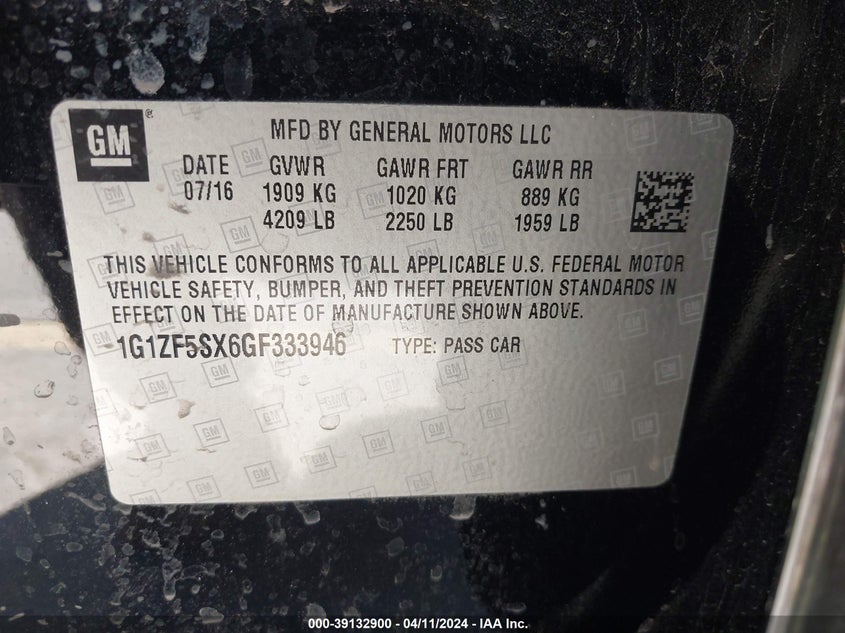 GM®
MFD BY GENERAL MOTORS LLC
DATE GVWR GAWR FRT GAWR RR
07/16 1909 KG 1020 KG 889 KG
4209 LB 2250 LB 1959 LB
THIS VEHICLE CONFORMS TO ALL APPLICABLE U.S. FEDERAL MOTOR
VEHICLE SAFETY, BUMPER, AND THEFT PREVENTION STANDARDS IN
EFFECT ON THE DATE OF MANUFACTURE SHOWN ABOVE.
1G1ZF5SX6GF333946 TYPE: PASS CAR
000-39132900 - 04/11/2024 - IAA Inc.